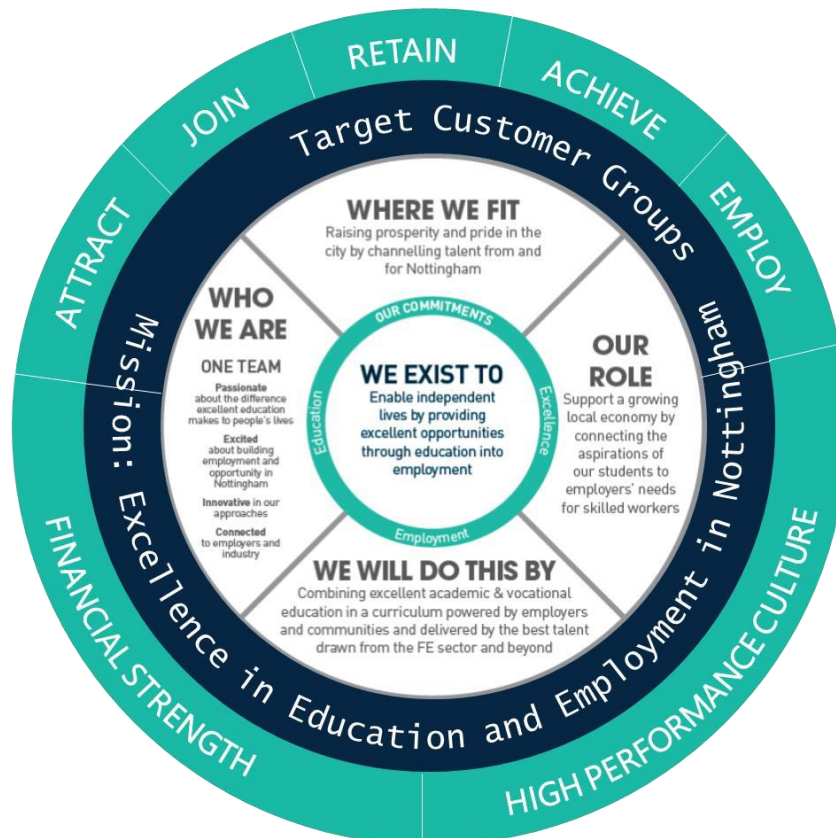 ATTRACT
JOIN
RETAIN
ACHIEVE
EMPLOY
HIGH PERFORMANCE CULTURE
FINANCIAL STRENGTH
Target Customer Groups
Mission: Excellence in Education and Employment in Nottingham
WHERE WE FIT
Raising prosperity and pride in the
city by channelling talent from and
for Nottingham
WHO
WE ARE
ONE TEAM
Passionate
about the difference
excellent education
makes to people's lives
Excited
about building
employment and
opportunity in
Nottingham
Innovative in our
approaches
Connected
to employers and
industry
OUR COMMITMENTS
Education
Excellence
Employment
WE EXIST TO
Enable independent
lives by providing
excellent opportunities
through education into
employment
OUR
ROLE
Support a growing
local economy by
connecting the
aspirations of
our students to
employers' needs
for skilled workers
WE WILL DO THIS BY
Combining excellent academic & vocational
education in a curriculum powered by employers
and communities and delivered by the best talent
drawn from the FE sector and beyond